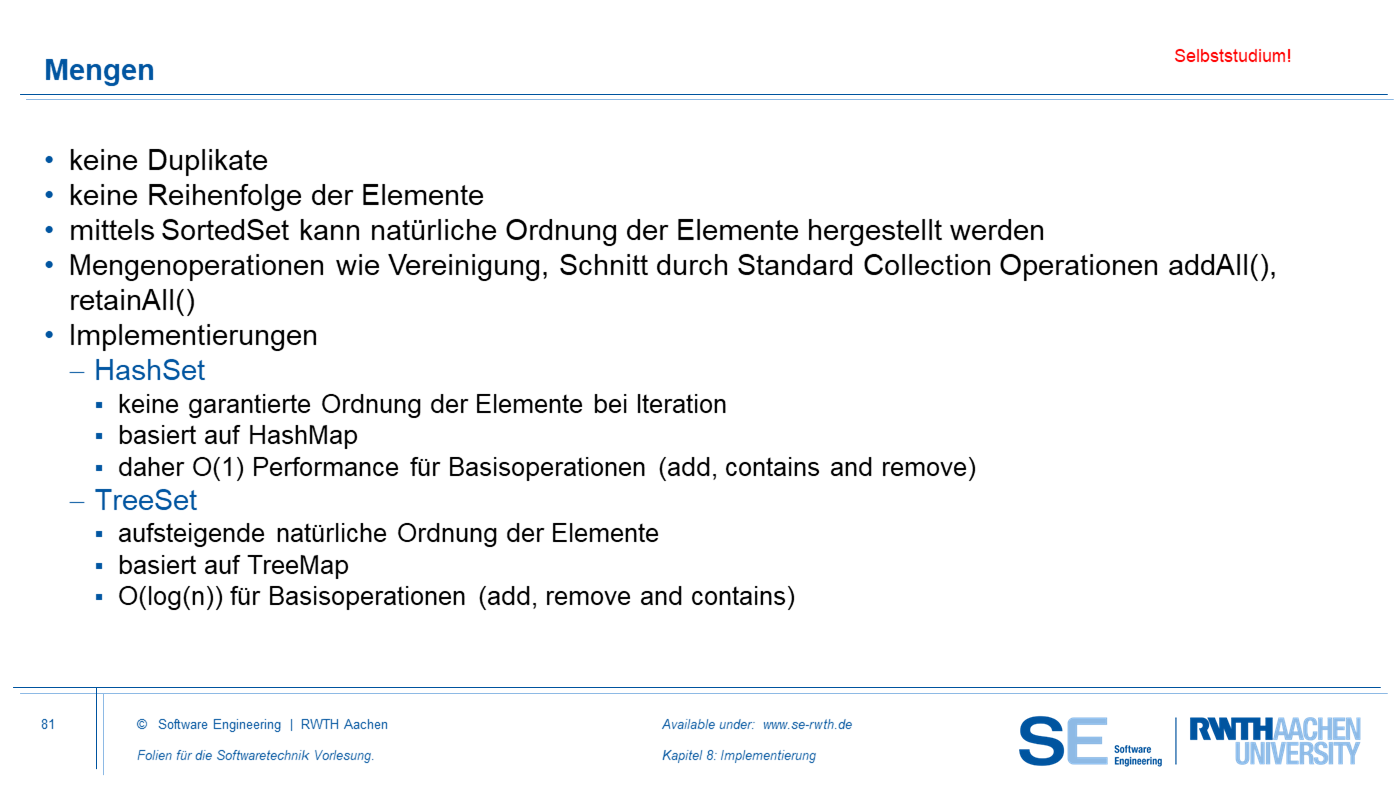 Mengen
Selbststudium!
• keine Duplikate
• keine Reihenfolge der Elemente
• mittels SortedSet kann natürliche Ordnung der Elemente hergestellt werden
• Mengenoperationen wie Vereinigung, Schnitt durch Standard Collection Operationen addAll(),
retainAll()
• Implementierungen
– HashSet
▪ keine garantierte Ordnung der Elemente bei Iteration
▪ basiert auf HashMap
▪ daher O(1) Performance für Basisoperationen (add, contains and remove)
– TreeSet
▪ aufsteigende natürliche Ordnung der Elemente
▪ basiert auf TreeMap
▪ O(log(n)) für Basisoperationen (add, remove and contains)
81
© Software Engineering | RWTH Aachen
Folien für die Softwaretechnik Vorlesung.
Available under: www.se-rwth.de
Kapitel 8: Implementierung
SE Software
Engineering
RWTHAACHEN
UNIVERSITY